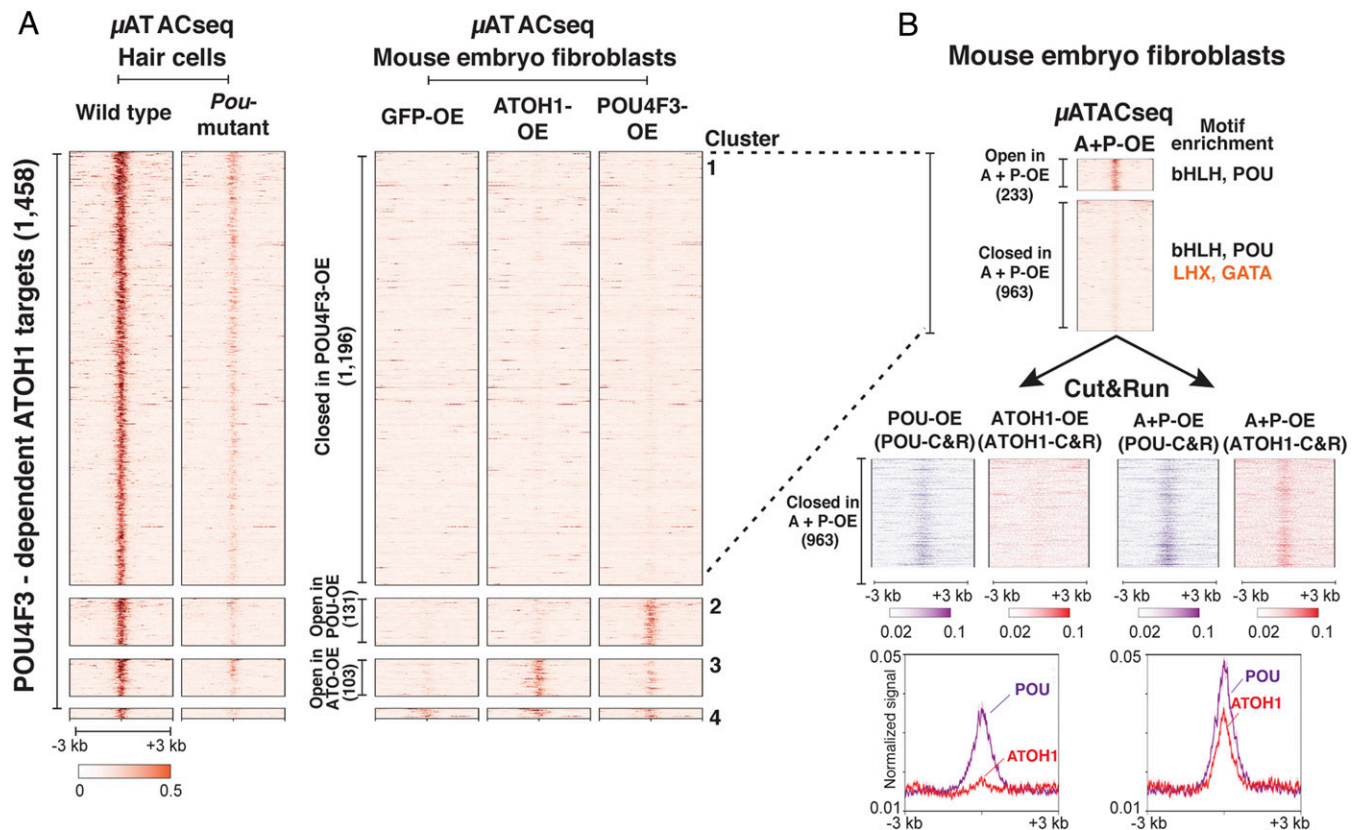 A
µATACseq
Hair cells
Wild type
Pou-
mutant
POU4F3 - dependent ATOH1 targets (1,458)
-3 kb
+3 kb
0
0.5
µATACseq
Mouse embryo fibroblasts
GFP-OE
ATOH1-
OE
POU4F3-
OE
Cluster
1
2
3
4
Closed in POU4F3-OE
(1,196)
Open in
POU-OE
(131)
Open in
ATO-OE
(103)
B
Mouse embryo fibroblasts
µATACseq
A+P-OE
Motif
enrichment
Open in
A + P-OE
(233)
bHLH, POU
Closed in
A + P-OE
(963)
bHLH, POU
LHX, GATA
Cut&Run
POU-OE
(POU-C&R)
ATOH1-OE
(ATOH1-C&R)
A+P-OE
(POU-C&R)
A+P-OE
(ATOH1-C&R)
Closed in
A + P-OE
(963)
-3 kb
+3 kb
-3 kb
+3 kb
-3 kb
+3 kb
-3 kb
+3 kb
0.02
0.1
0.02
0.1
0.02
0.1
0.02
0.1
0.05
Normalized signal
POU
ATOH1
0.01
-3 kb
+3 kb
0.05
POU
ATOH1
0.01
-3 kb
+3 kb